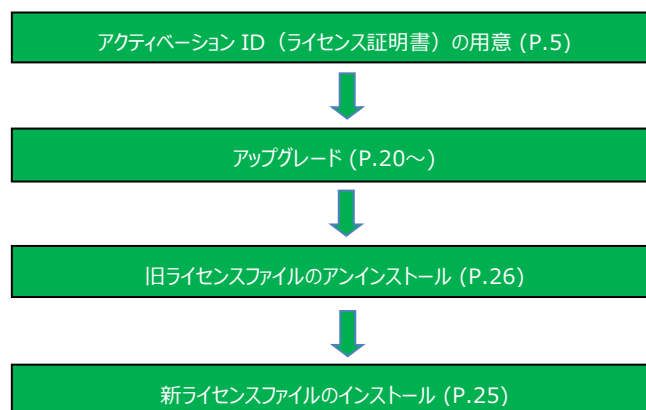 アクティベーション ID（ライセンス証明書）の用意 (P.5)
アップグレード (P.20～)
旧ライセンスファイルのアンインストール (P.26)
新ライセンスファイルのインストール (P.25)